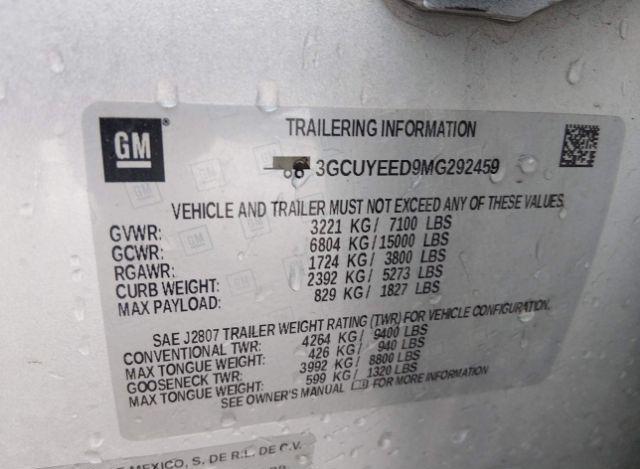 GM®
TRAILERING INFORMATION
3GCUYEED9MG292459
VEHICLE AND TRAILER MUST NOT EXCEED ANY OF THESE VALUES.
GVWR: 3221 KG/ 7100 LBS
GCWR: 6804 KG/15000 LBS
RGAWR: 1724 KG/ 3800 LBS
CURB WEIGHT: 2392 KG/ 5273 LBS
MAX PAYLOAD: 829 KG/ 1827 LBS
SAE J2807 TRAILER WEIGHT RATING (TWR) FOR VEHICLE CONFIGURATION.
CONVENTIONAL TWR: 4264 KG/ 9400 LBS
MAX TONGUE WEIGHT: 426 KG/ 940 LBS
GOOSENECK TWR: 3992 KG/ 8800 LBS
MAX TONGUE WEIGHT: 599 KG/ 1320 LBS
SEE OWNER'S MANUAL FOR MORE INFORMATION
MEXICO, S. DE R.L. DE C.V.